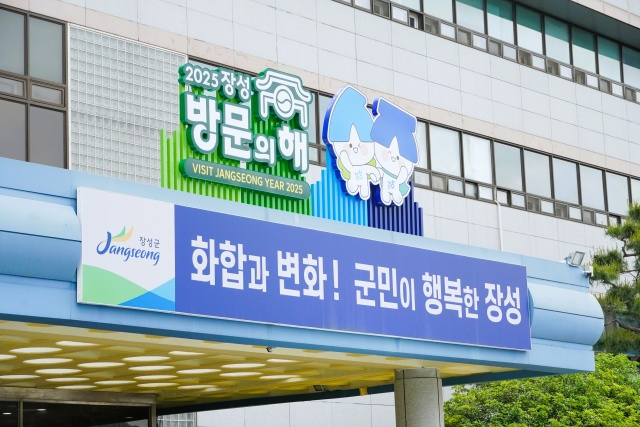 2025 장성
방문의 해
VISIT JANGSEONG YEAR 2025
장성군
Jangseong
화합과 변화! 군민이 행복한 장성